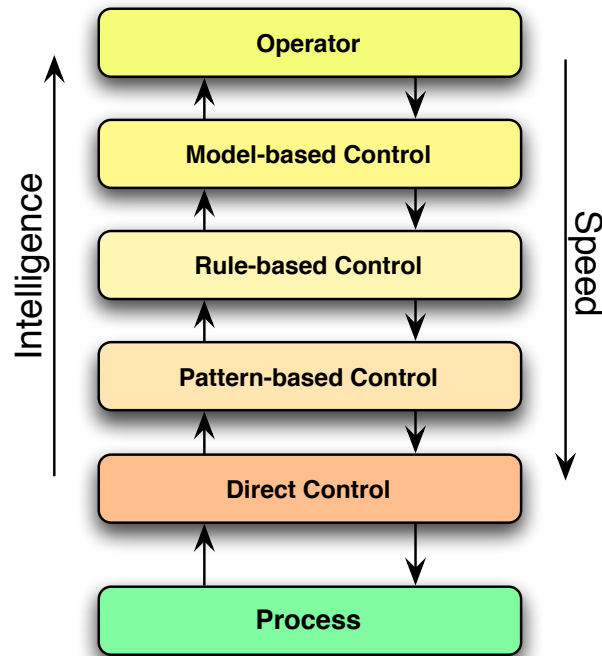 Operator
Model-based Control
Rule-based Control
Pattern-based Control
Direct Control
Process
Intelligence
Speed